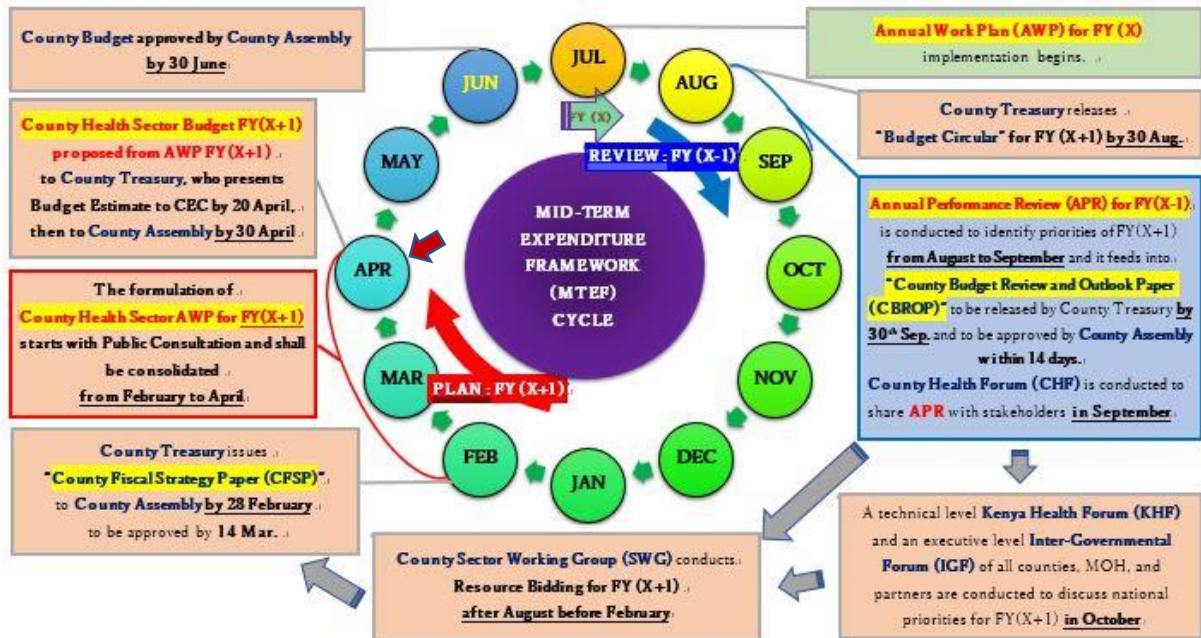 County Budget approved by County Assembly
by 30 June
County Health Sector Budget FY(X+1)
proposed from AWP FY(X+1)
to County Treasury, who presents
Budget Estimate to CEC by 20 April,
then to County Assembly by 30 April
The formulation of
County Health Sector AWP for FY(X+1)
starts with Public Consultation and shall
be consolidated
from February to April
County Treasury issues
"County Fiscal Strategy Paper (CFSP)"
to County Assembly by 28 February
to be approved by 14 Mar.
JUL
AUG
SEP
OCT
NOV
DEC
JAN
FEB
MAR
APR
MAY
JUN
FY (X)
REVIEW : FY (X-1)
MID-TERM
EXPENDITURE
FRAMEWORK
(MTEF)
CYCLE
PLAN : FY (X+1)
Annual Work Plan (AWP) for FY (X)
implementation begins.
County Treasury releases
"Budget Circular" for FY (X+1) by 30 Aug.
Annual Performance Review (APR) for FY(X-1)
is conducted to identify priorities of FY(X+1)
from August to September and it feeds into
"County Budget Review and Outlook Paper
(CBROP)" to be released by County Treasury by
30th Sep. and to be approved by County Assembly
within 14 days.
County Health Forum (CHF) is conducted to
share APR with stakeholders in September
A technical level Kenya Health Forum (KHF)
and an executive level Inter-Governmental
Forum (IGF) of all counties, MOH, and
partners are conducted to discuss national
priorities for FY(X+1) in October
County Sector Working Group (SWG) conducts
Resource Bidding for FY (X+1)
after August before February